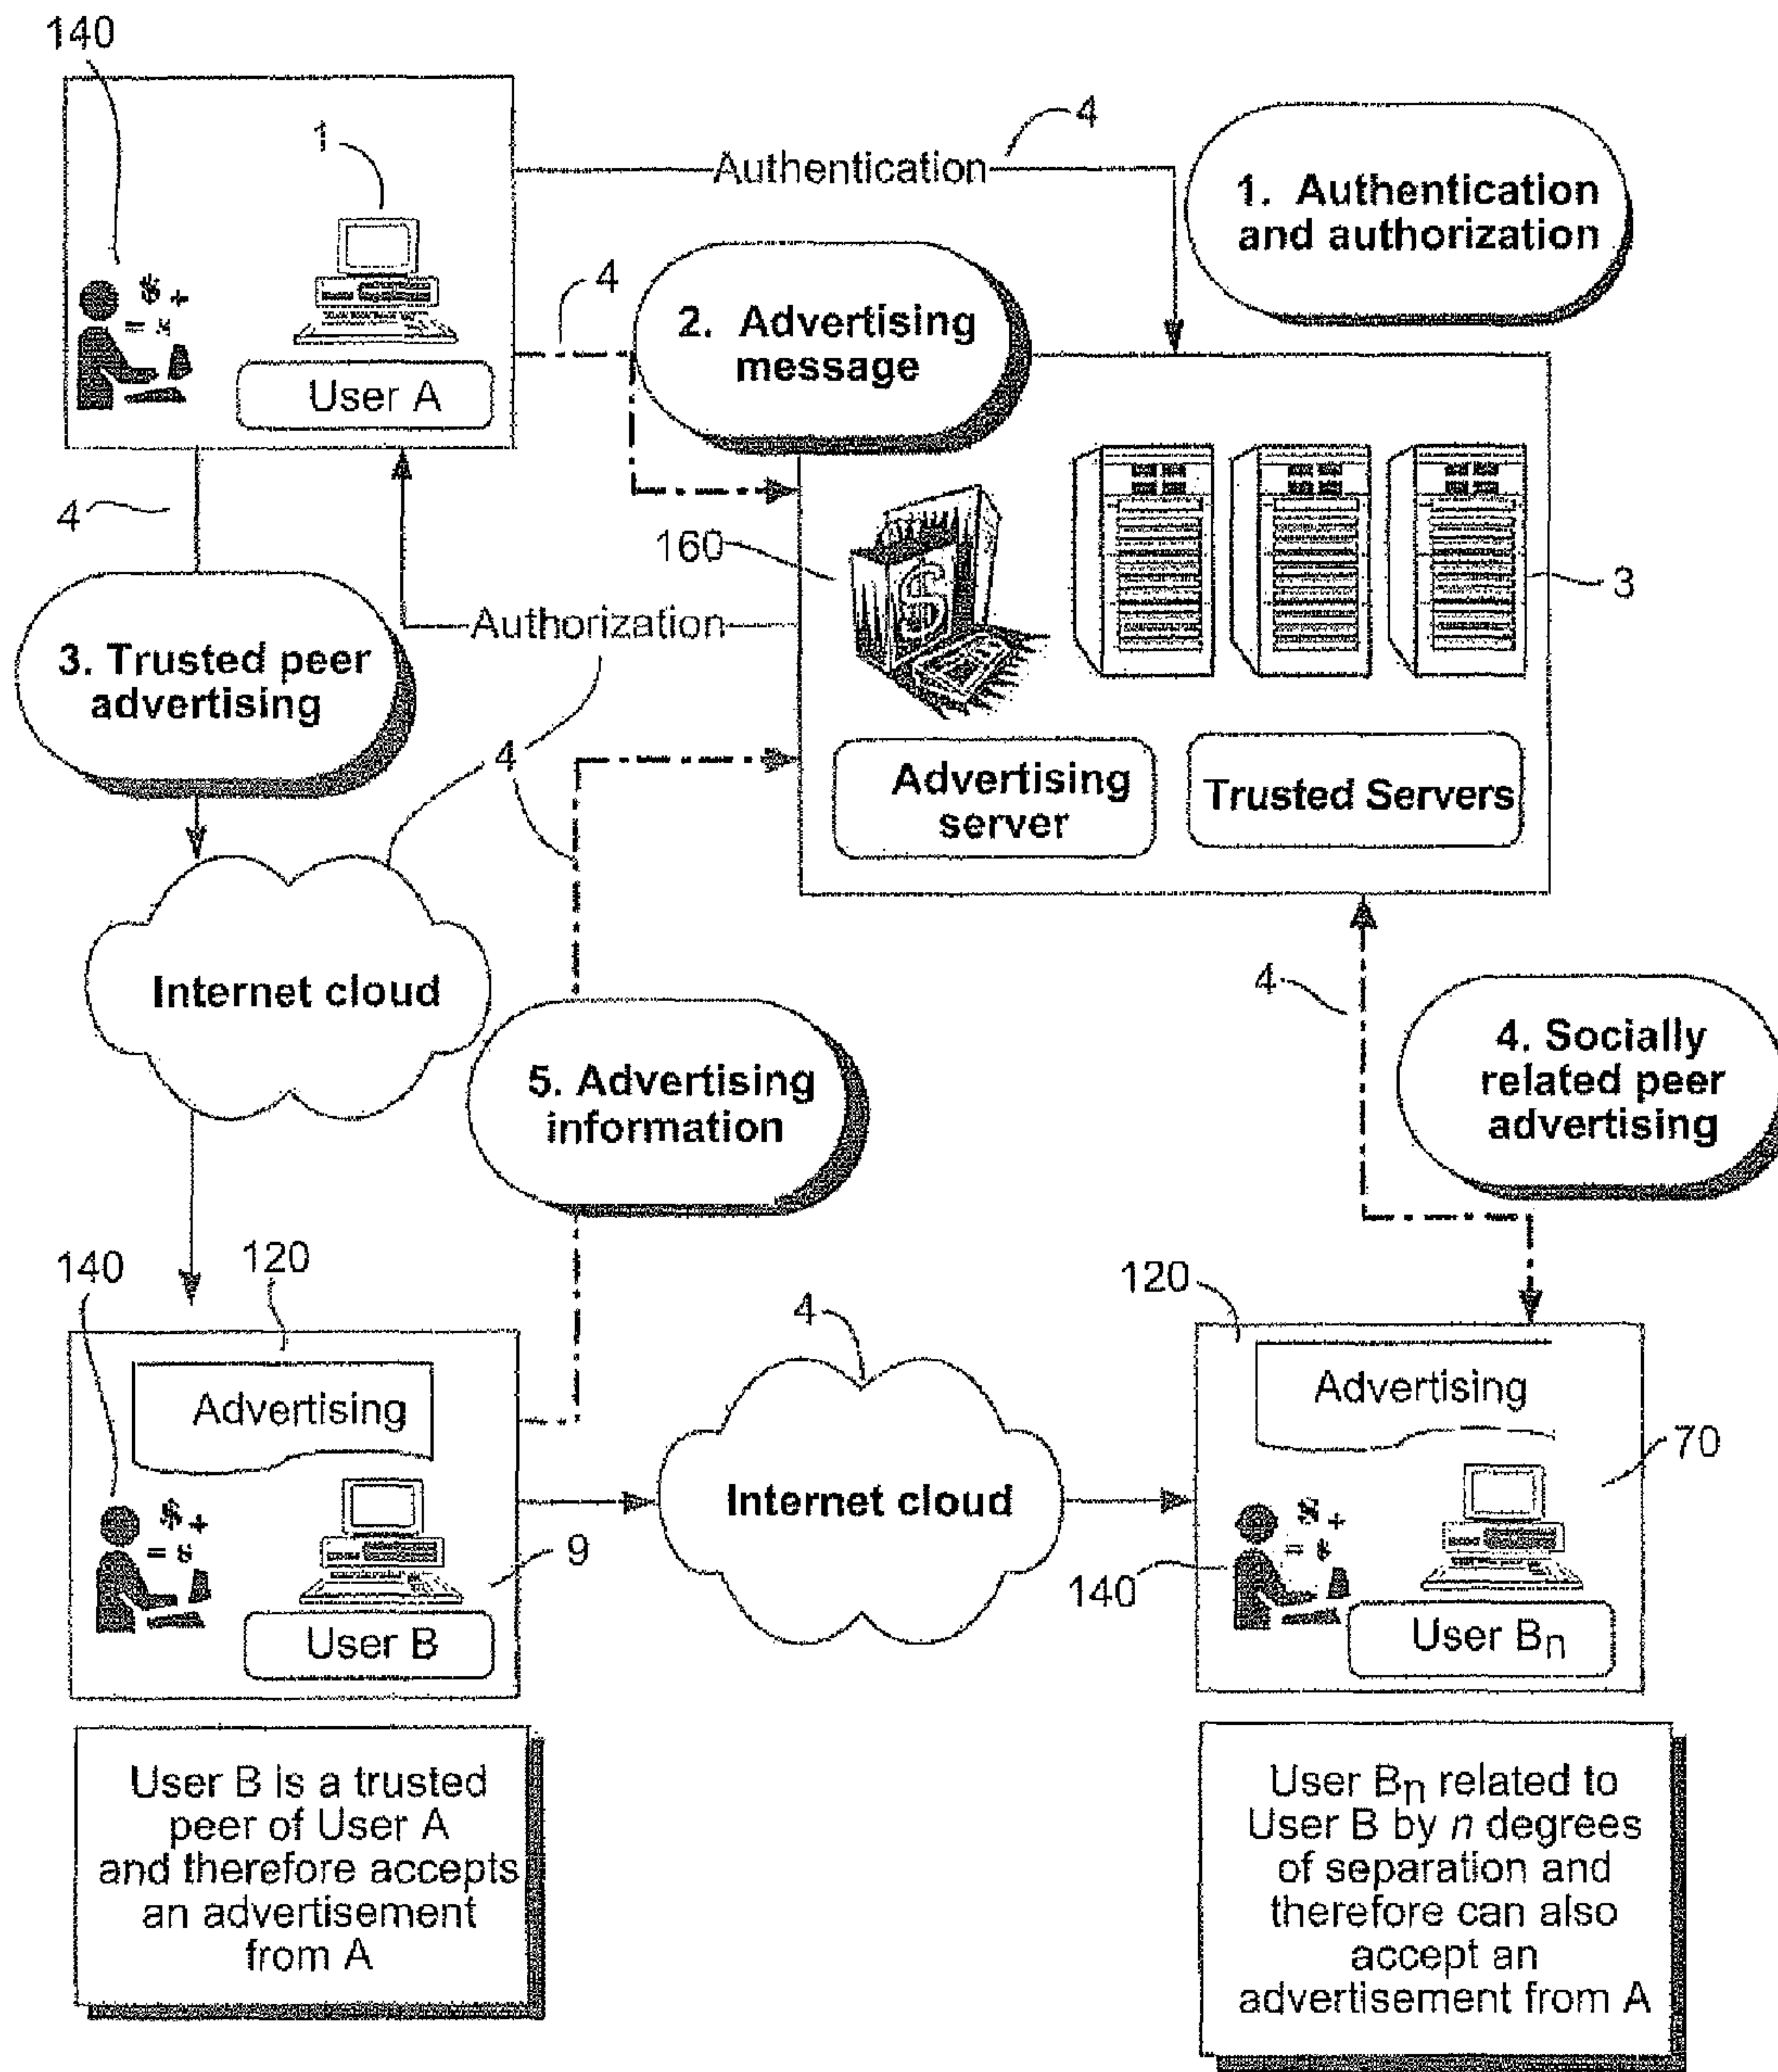 140
1
4
Authentication
1. Authentication
and authorization
$ +
=
User A
4
2. Advertising
message
4
160
$
3
Authorization
3. Trusted peer
advertising
4
Advertising
server
Trusted Servers
Internet cloud
4
4. Socially
related peer
advertising
5. Advertising
information
140
120
4
120
Advertising
Advertising
70
$ +
=
9
Internet cloud
140
+
=
User B
User Bn
User B is a trusted
peer of User A
and therefore accepts
an advertisement
from A
User Bn related to
User B by n degrees
of separation and
therefore can also
accept an
advertisement from A